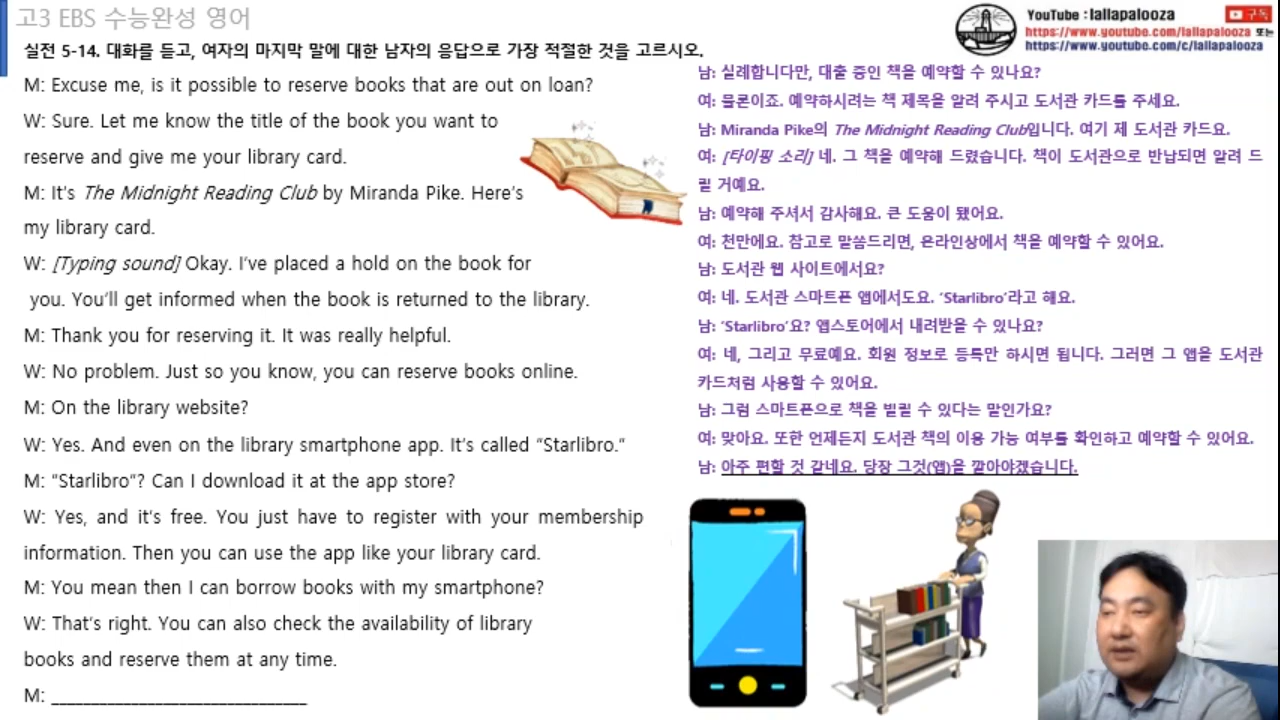 고3 EBS 수능완성 영어
YouTube : lallapalooza
구독
https://www.youtube.com/lallapalooza 또는
https://www.youtube.com/c/lallapalooza
실전 5-14. 대화를 듣고, 여자의 마지막 말에 대한 남자의 응답으로 가장 적절한 것을 고르시오.
M: Excuse me, is it possible to reserve books that are out on loan?
W: Sure. Let me know the title of the book you want to
reserve and give me your library card.
M: It's The Midnight Reading Club by Miranda Pike. Here's
my library card.
W: [Typing sound] Okay. I've placed a hold on the book for
you. You'll get informed when the book is returned to the library.
M: Thank you for reserving it. It was really helpful.
W: No problem. Just so you know, you can reserve books online.
M: On the library website?
W: Yes. And even on the library smartphone app. It's called “Starlibro.“
M: “Starlibro“? Can I download it at the app store?
W: Yes, and it's free. You just have to register with your membership
information. Then you can use the app like your library card.
M: You mean then I can borrow books with my smartphone?
W: That's right. You can also check the availability of library
books and reserve them at any time.
M: ______________________________
남: 실례합니다만, 대출 중인 책을 예약할 수 있나요?
여: 물론이죠. 예약하시려는 책 제목을 알려 주시고 도서관 카드를 주세요.
남: Miranda Pike의 The Midnight Reading Club입니다. 여기 제 도서관 카드요.
여: [타이핑 소리] 네. 그 책을 예약해 드렸습니다. 책이 도서관으로 반납되면 알려 드
릴 거예요.
남: 예약해 주셔서 감사해요. 큰 도움이 됐어요.
여: 천만에요. 참고로 말씀드리면, 온라인상에서 책을 예약할 수 있어요.
남: 도서관 웹 사이트에서요?
여: 네. 도서관 스마트폰 앱에서도요. ‘Starlibro’라고 해요.
남: ‘Starlibro’요? 앱스토어에서 내려받을 수 있나요?
여: 네, 그리고 무료예요. 회원 정보로 등록만 하시면 됩니다. 그러면 그 앱을 도서관
카드처럼 사용할 수 있어요.
남: 그럼 스마트폰으로 책을 빌릴 수 있다는 말인가요?
여: 맞아요. 또한 언제든지 도서관 책의 이용 가능 여부를 확인하고 예약할 수 있어요.
남: 아주 편할 것 같네요. 당장 그것(앱)을 깔아야겠습니다.